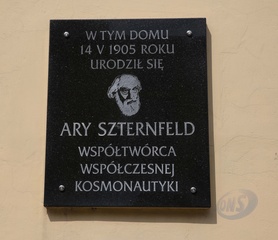 W TYM DOMU
14 V 1905 ROKU
URODZIŁ SIĘ
ARY SZTERNFELD
WSPÓŁTWÓRCA
WSPÓŁCZESNEJ
KOSMONAUTYKI